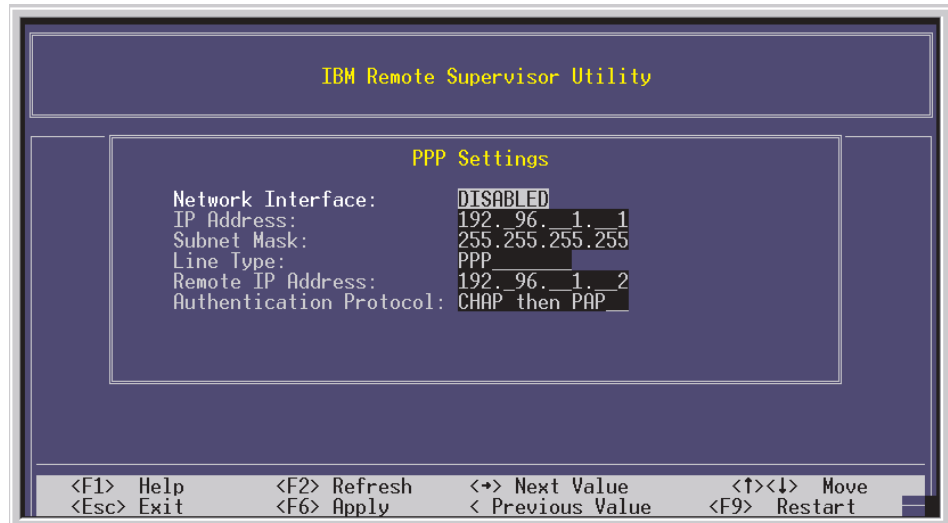 IBM Remote Supervisor Utility
PPP Settings
Network Interface: DISABLED
IP Address: 192._96.__1.__1
Subnet Mask: 255.255.255.255
Line Type: PPP_______
Remote IP Address: 192._96.__1.__2
Authentication Protocol: CHAP then PAP__
<F1> Help <F2> Refresh <→> Next Value <↑><↓> Move
<Esc> Exit <F6> Apply < Previous Value <F9> Restart